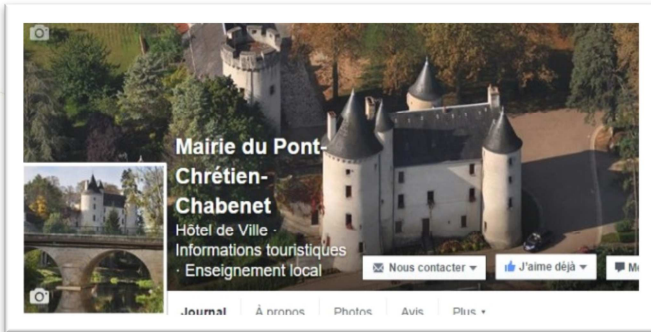 Mairie du Pont-
Chrétien-
Chabenet
Hôtel de Ville ·
Informations touristiques
· Enseignement local
Nous contacter
J'aime déjà
Journal
À propos
Photos
Avis
Plus